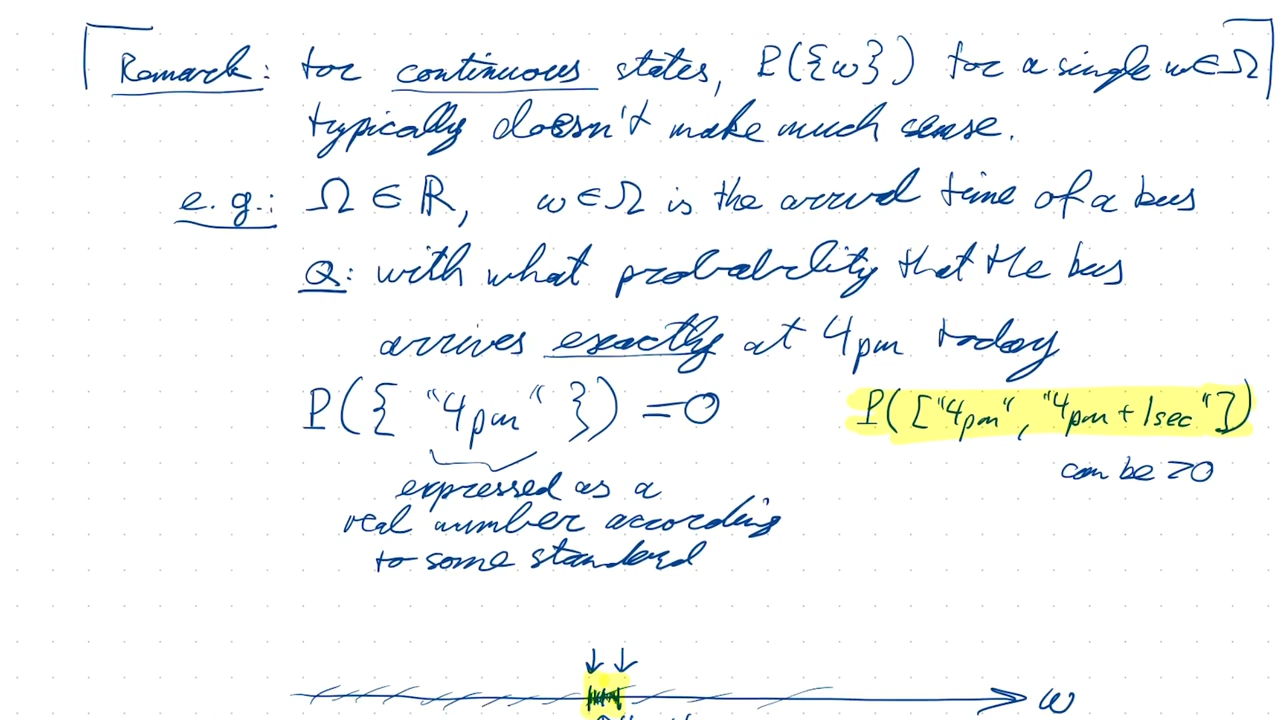 Remark: for continuous states, P({ω}) for a single ω∈Ω
typically doesn't make much sense.
e.g.: Ω ∈ ℝ, ω∈Ω is the arrival time of a bus
Q: with what probability that the bus
arrives exactly at 4pm today
P({ "4pm" }) = 0 P(["4pm", "4pm + 1sec"])
can be >0
expressed as a
real number according
to some standard
ω